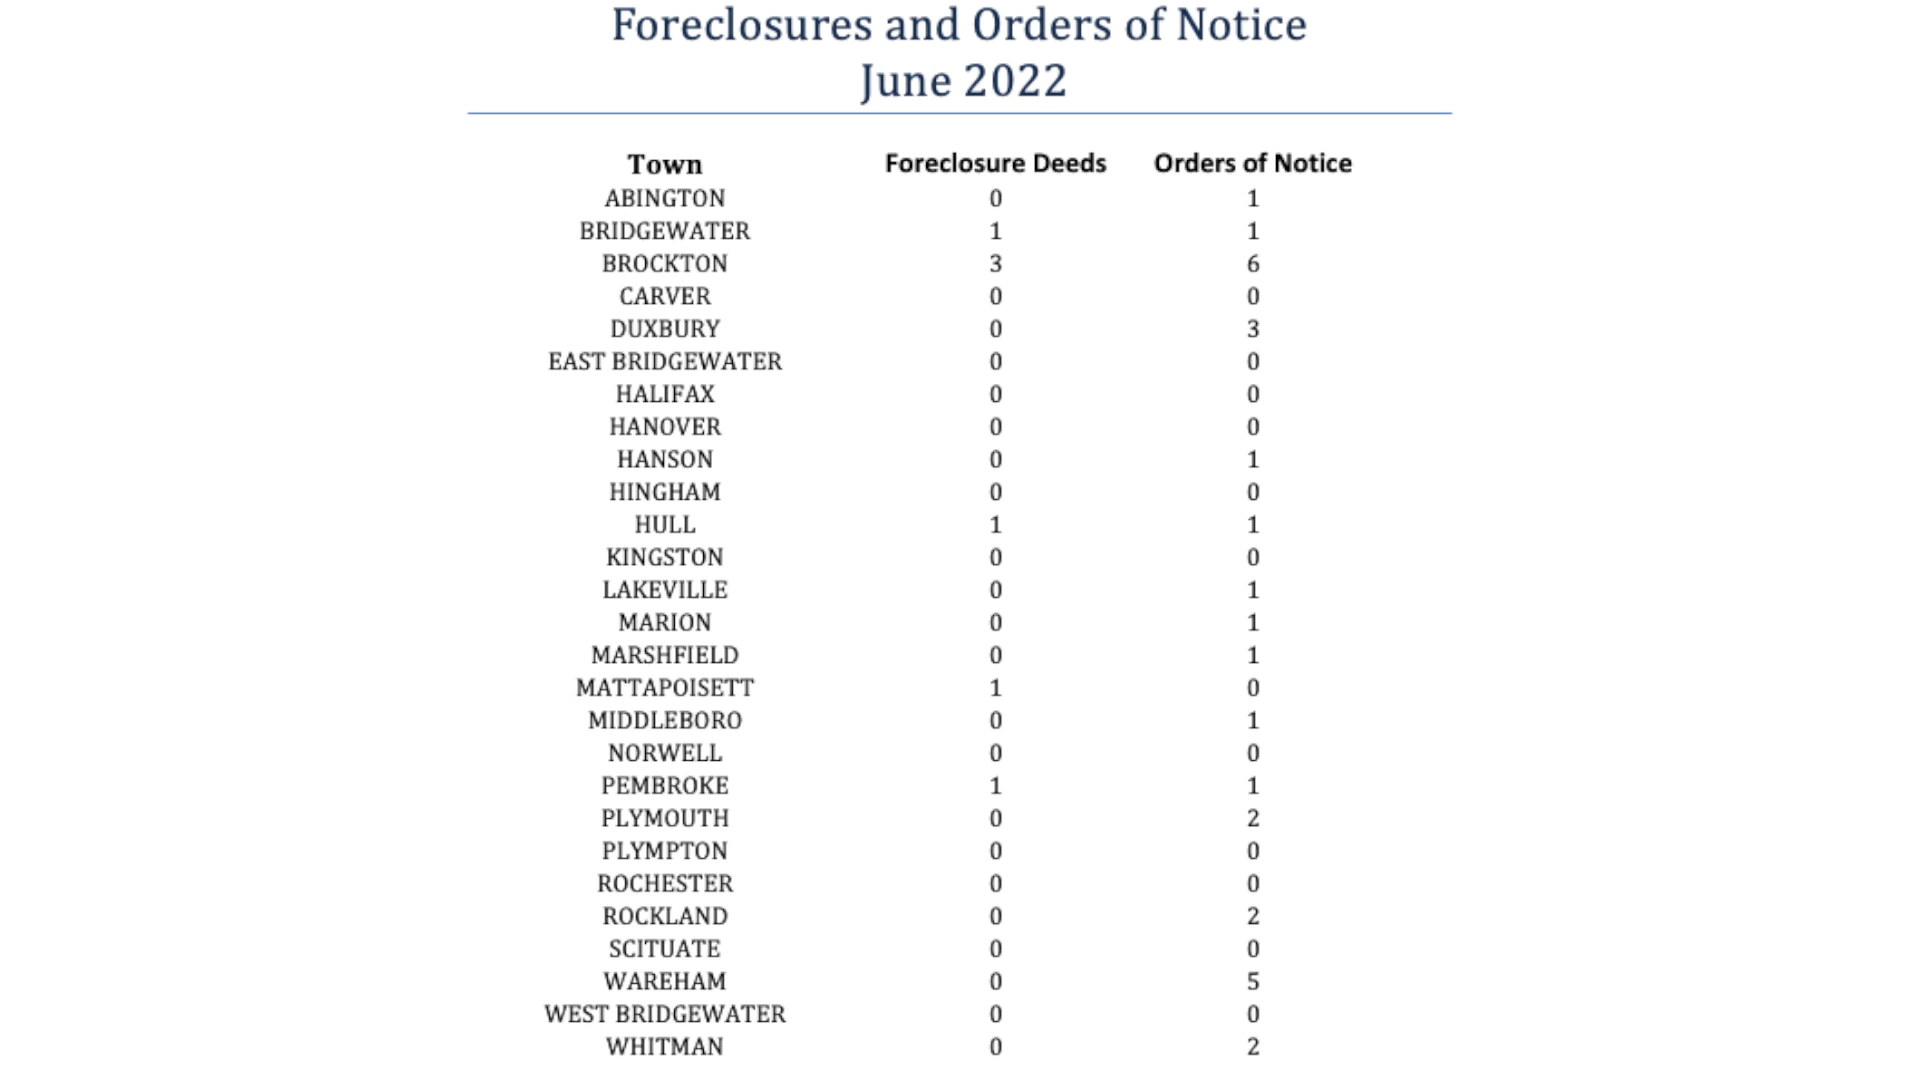 Foreclosures and Orders of Notice
June 2022
Town Foreclosure Deeds Orders of Notice
ABINGTON 0 1
BRIDGEWATER 1 1
BROCKTON 3 6
CARVER 0 0
DUXBURY 0 3
EAST BRIDGEWATER 0 0
HALIFAX 0 0
HANOVER 0 0
HANSON 0 1
HINGHAM 0 0
HULL 1 1
KINGSTON 0 0
LAKEVILLE 0 1
MARION 0 1
MARSHFIELD 0 1
MATTAPOISETT 1 0
MIDDLEBORO 0 1
NORWELL 0 0
PEMBROKE 1 1
PLYMOUTH 0 2
PLYMPTON 0 0
ROCHESTER 0 0
ROCKLAND 0 2
SCITUATE 0 0
WAREHAM 0 5
WEST BRIDGEWATER 0 0
WHITMAN 0 2